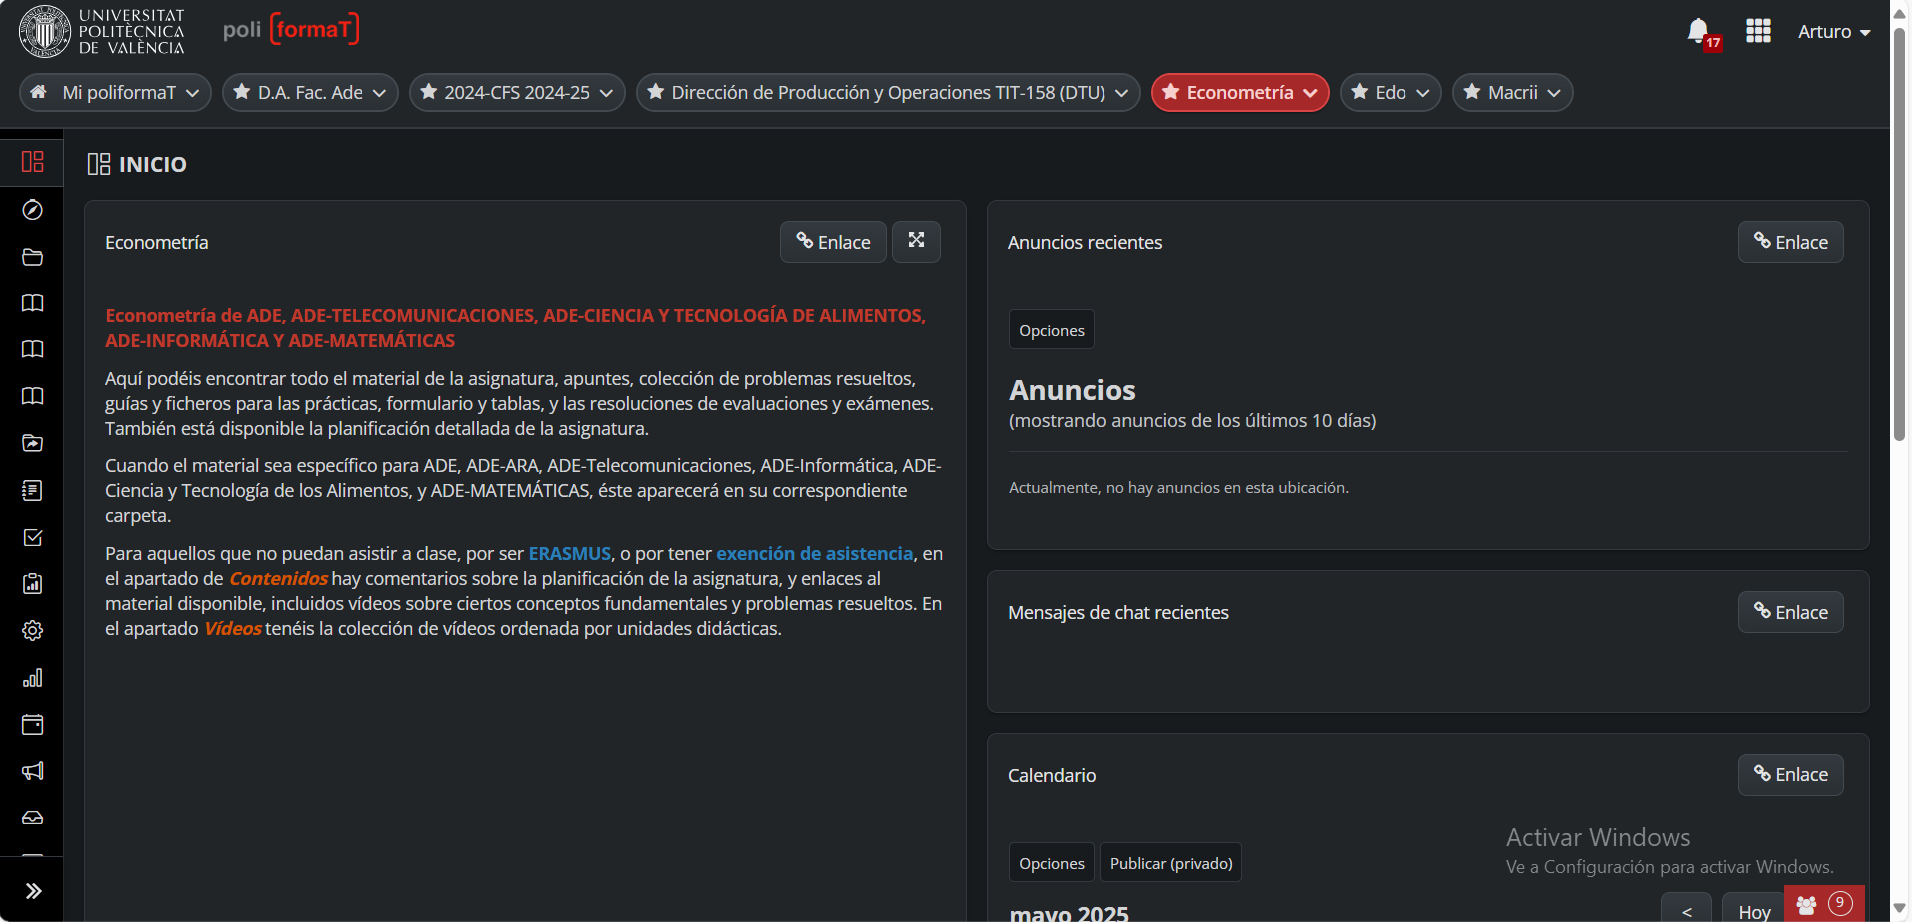 UNIVERSITAT
POLITÈCNICA
DE VALÈNCIA
poli [formaT]
17
Arturo
Mi poliformaT
D.A. Fac. Ade
2024-CFS 2024-25
Dirección de Producción y Operaciones TIT-158 (DTU)
Econometría
Edo
Macrii
INICIO
Econometría
Enlace
Econometría de ADE, ADE-TELECOMUNICACIONES, ADE-CIENCIA Y TECNOLOGÍA DE ALIMENTOS,
ADE-INFORMÁTICA Y ADE-MATEMÁTICAS
Aquí podéis encontrar todo el material de la asignatura, apuntes, colección de problemas resueltos,
guías y ficheros para las prácticas, formulario y tablas, y las resoluciones de evaluaciones y exámenes.
También está disponible la planificación detallada de la asignatura.
Cuando el material sea específico para ADE, ADE-ARA, ADE-Telecomunicaciones, ADE-Informática, ADE-
Ciencia y Tecnología de los Alimentos, y ADE-MATEMÁTICAS, éste aparecerá en su correspondiente
carpeta.
Para aquellos que no puedan asistir a clase, por ser ERASMUS, o por tener exención de asistencia, en
el apartado de Contenidos hay comentarios sobre la planificación de la asignatura, y enlaces al
material disponible, incluidos vídeos sobre ciertos conceptos fundamentales y problemas resueltos. En
el apartado Vídeos tenéis la colección de vídeos ordenada por unidades didácticas.
Anuncios recientes
Enlace
Opciones
Anuncios
(mostrando anuncios de los últimos 10 días)
Actualmente, no hay anuncios en esta ubicación.
Mensajes de chat recientes
Enlace
Calendario
Enlace
Opciones
Publicar (privado)
mayo 2025
<
Hoy
Activar Windows
Ve a Configuración para activar Windows.
9